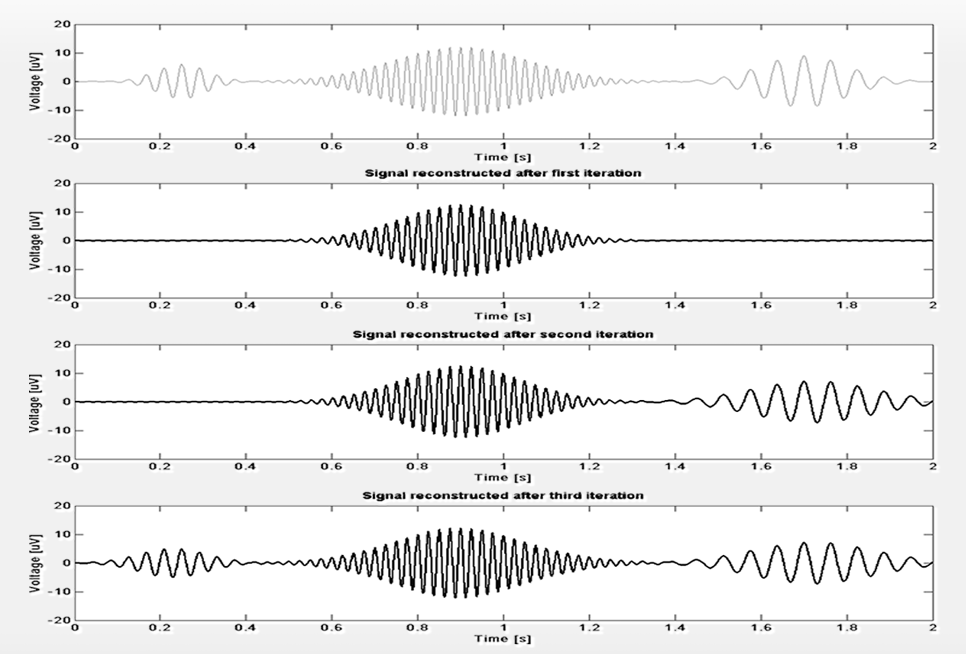 20
10
0
-10
-20
Voltage [uV]
0 0.2 0.4 0.6 0.8 1 1.2 1.4 1.6 1.8 2
Time [s]
Signal reconstructed after first iteration
20
10
0
-10
-20
Voltage [uV]
0 0.2 0.4 0.6 0.8 1 1.2 1.4 1.6 1.8 2
Time [s]
Signal reconstructed after second iteration
20
10
0
-10
-20
Voltage [uV]
0 0.2 0.4 0.6 0.8 1 1.2 1.4 1.6 1.8 2
Time [s]
Signal reconstructed after third iteration
20
10
0
-10
-20
Voltage [uV]
0 0.2 0.4 0.6 0.8 1 1.2 1.4 1.6 1.8 2
Time [s]